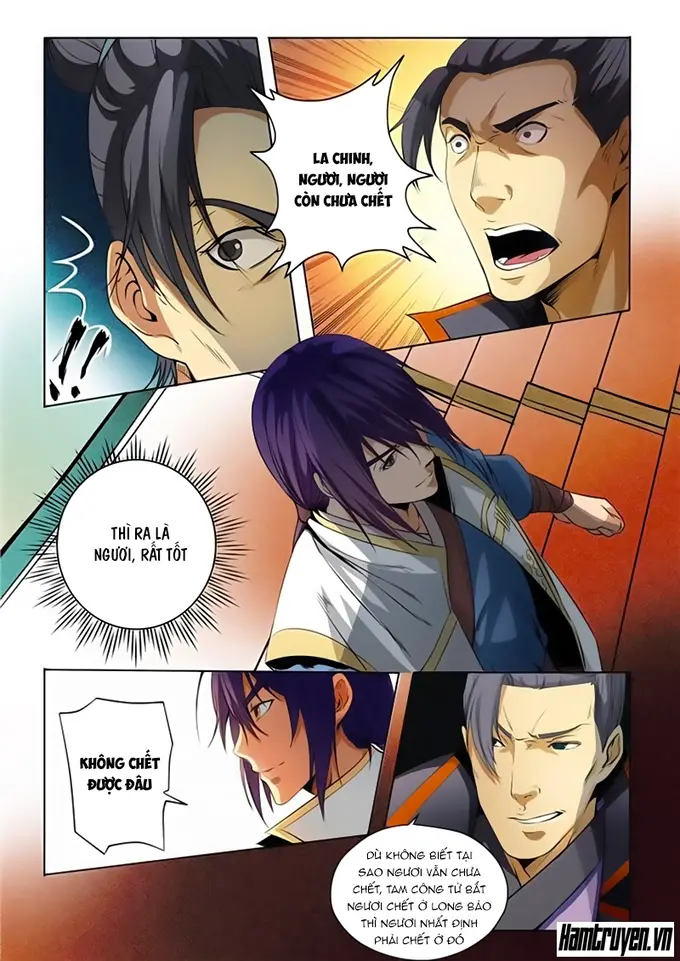 LA CHINH,
NGƯƠI, NGƯƠI
CÒN CHƯA CHẾT
!!
THÌ RA LÀ
NGƯƠI, RẤT TỐT
KHÔNG CHẾT
ĐƯỢC ĐÂU
DÙ KHÔNG BIẾT TẠI
SAO NGƯƠI VẪN CHƯA
CHẾT, TAM CÔNG TỬ BẮT
NGƯƠI CHẾT Ở LONG BẢO
THÌ NGƯƠI NHẤT ĐỊNH
PHẢI CHẾT Ở ĐÓ
Hamtruyen.vn